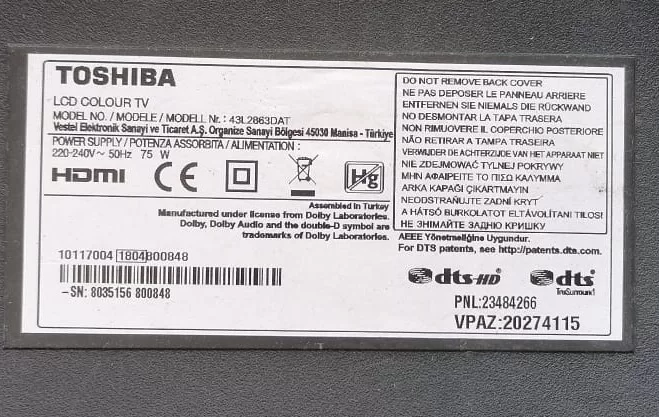 TOSHIBA
LCD COLOUR TV
MODEL NO. / MODELE / MODELL Nr. : 43L2863DAT
Vestel Elektronik Sanayi ve Ticaret A.Ş. Organize Sanayi Bölgesi 45030 Manisa - Türkiye
POWER SUPPLY / POTENZA ASSORBITA / ALIMENTATION :
220-240V~ 50Hz 75 W
HDMI CE Hg
Assembled in Turkey
Manufactured under license from Dolby Laboratories.
Dolby, Dolby Audio and the double-D symbol are
trademarks of Dolby Laboratories.
10117004 1804800848
-SN: 8035156 800848
DO NOT REMOVE BACK COVER
NE PAS DEPOSER LE PANNEAU ARRIERE
ENTFERNEN SIE NIEMALS DIE RÜCKWAND
NO DESMONTAR LA TAPA TRASERA
NON RIMUOVERE IL COPERCHIO POSTERIORE
NÃO RETIRAR A TAMPA TRASEIRA
VERWIJDER DE ACHTERZIJDE VAN HET APPARAAT NIET
NIE ZDEJMOWAĆ TYLNEJ POKRYWY
ΜΗΝ ΑΦΑΙΡΕΙΤΕ ΤΟ ΠΙΣΩ ΚΑΛΥΜΜΑ
ARKA KAPAĞI ÇIKARTMAYIN
NEODSTRAŇUJTE ZADNÍ KRYT
A HÁTSÓ BURKOLATOT ELTÁVOLÍTANI TILOS!
НЕ СНИМАЙТЕ ЗАДНЮЮ КРИШКУ
AEEE Yönetmeliğine Uygundur.
For DTS patents, see http://patents.dts.com.
dts-HD dts
TruSurround
PNL:23484266
VPAZ:20274115